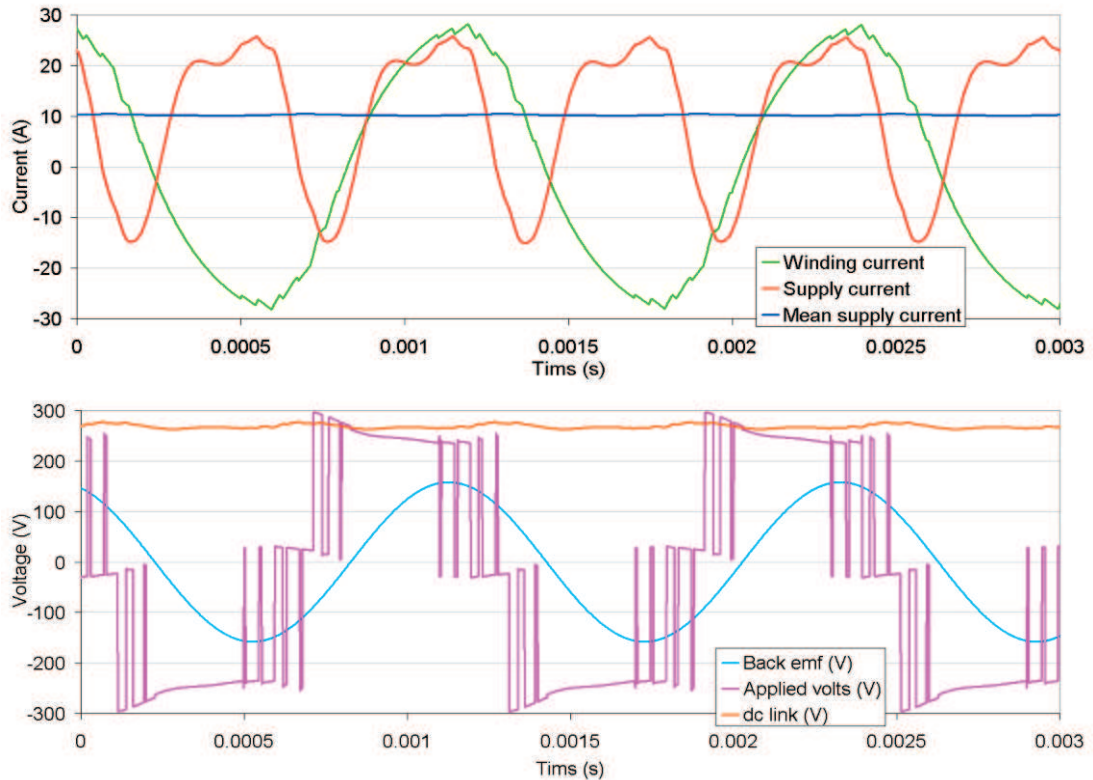 30
20
10
0
-10
-20
-30
Current (A)
Winding current
Supply current
Mean supply current
0 0.0005 0.001 0.0015 0.002 0.0025 0.003
Tims (s)
300
200
100
0
-100
-200
-300
Voltage (V)
Back emf (V)
Applied volts (V)
dc link (V)
0 0.0005 0.001 0.0015 0.002 0.0025 0.003
Tims (s)